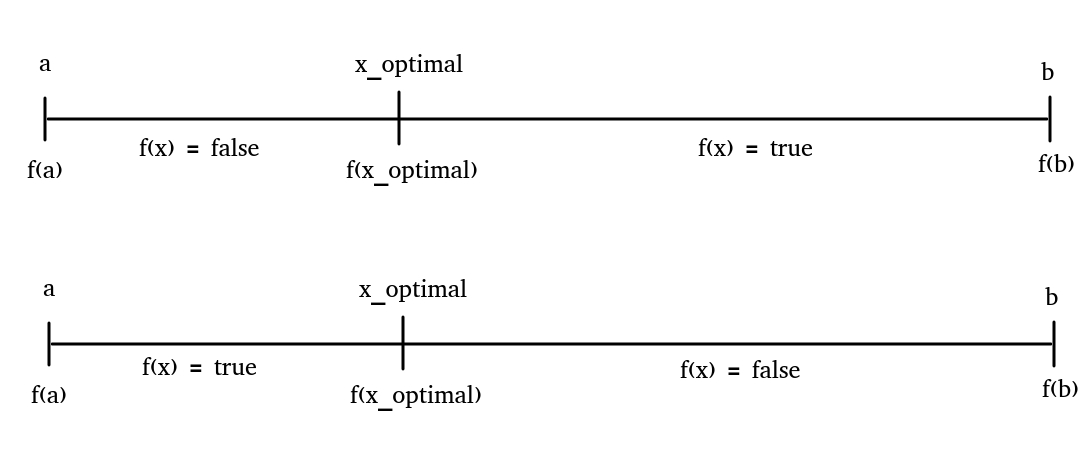 a x_optimal b
f(x) = false f(x) = true
f(a) f(x_optimal) f(b)
a x_optimal b
f(x) = true f(x) = false
f(a) f(x_optimal) f(b)